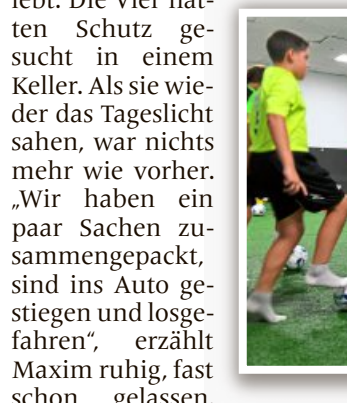 lebt. Die Vier hat-
ten Schutz ge-
sucht in einem
Keller. Als sie wie-
der das Tageslicht
sahen, war nichts
mehr wie vorher.
„Wir haben ein
paar Sachen zu-
sammengepackt,
sind ins Auto ge-
stiegen und losge-
fahren“, erzählt
Maxim ruhig, fast
schon gelassen.